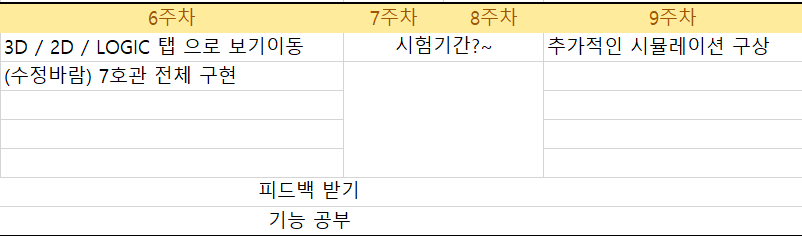 6주차 7주차 8주차 9주차
3D / 2D / LOGIC 탭 으로 보기이동 시험기간?~ 추가적인 시뮬레이션 구상
(수정바람) 7호관 전체 구현
피드백 받기
기능 공부